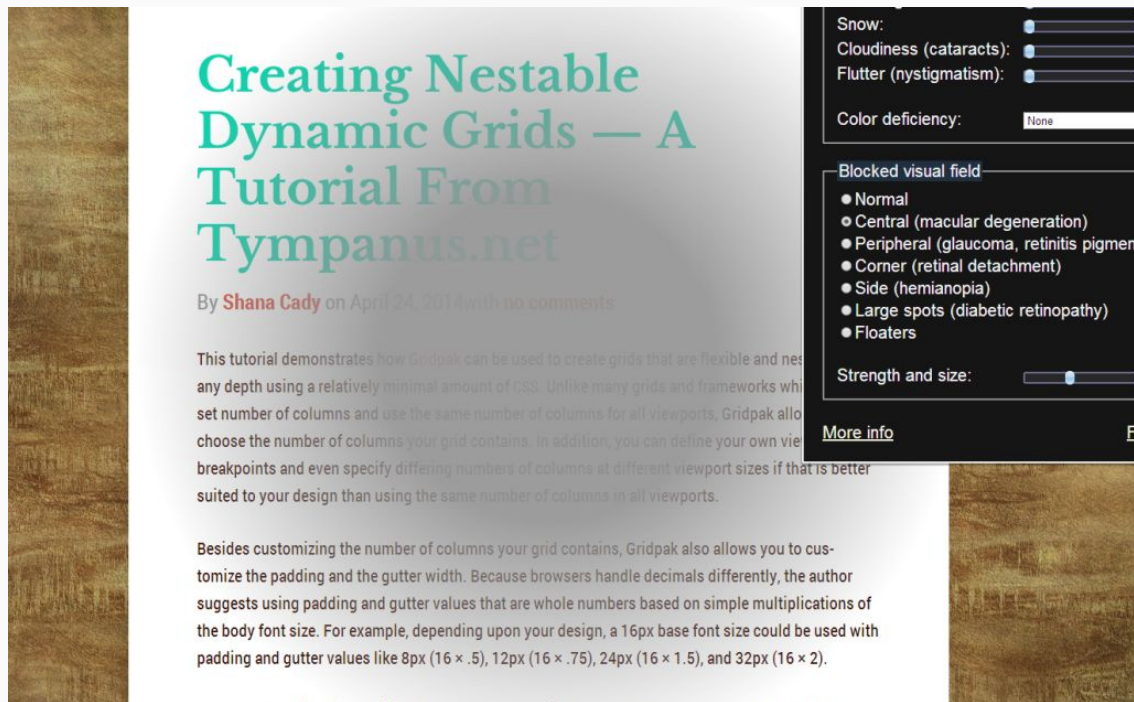 Creating Nestable
Dynamic Grids — A
Tutorial From
Tympanus.net
By Shana Cady on April 24, 2014with no comments
This tutorial demonstrates how Gridpak can be used to create grids that are flexible and nes
any depth using a relatively minimal amount of CSS. Unlike many grids and frameworks whi
set number of columns and use the same number of columns for all viewports, Gridpak allo
choose the number of columns your grid contains. In addition, you can define your own vie
breakpoints and even specify differing numbers of columns at different viewport sizes if that is better
suited to your design than using the same number of columns in all viewports.
Besides customizing the number of columns your grid contains, Gridpak also allows you to cus-
tomize the padding and the gutter width. Because browsers handle decimals differently, the author
suggests using padding and gutter values that are whole numbers based on simple multiplications of
the body font size. For example, depending upon your design, a 16px base font size could be used with
padding and gutter values like 8px (16 × .5), 12px (16 × .75), 24px (16 × 1.5), and 32px (16 × 2).
Snow:
Cloudiness (cataracts):
Flutter (nystigmatism):
Color deficiency: None
Blocked visual field
Normal
Central (macular degeneration)
Peripheral (glaucoma, retinitis pigmen
Corner (retinal detachment)
Side (hemianopia)
Large spots (diabetic retinopathy)
Floaters
Strength and size:
More info